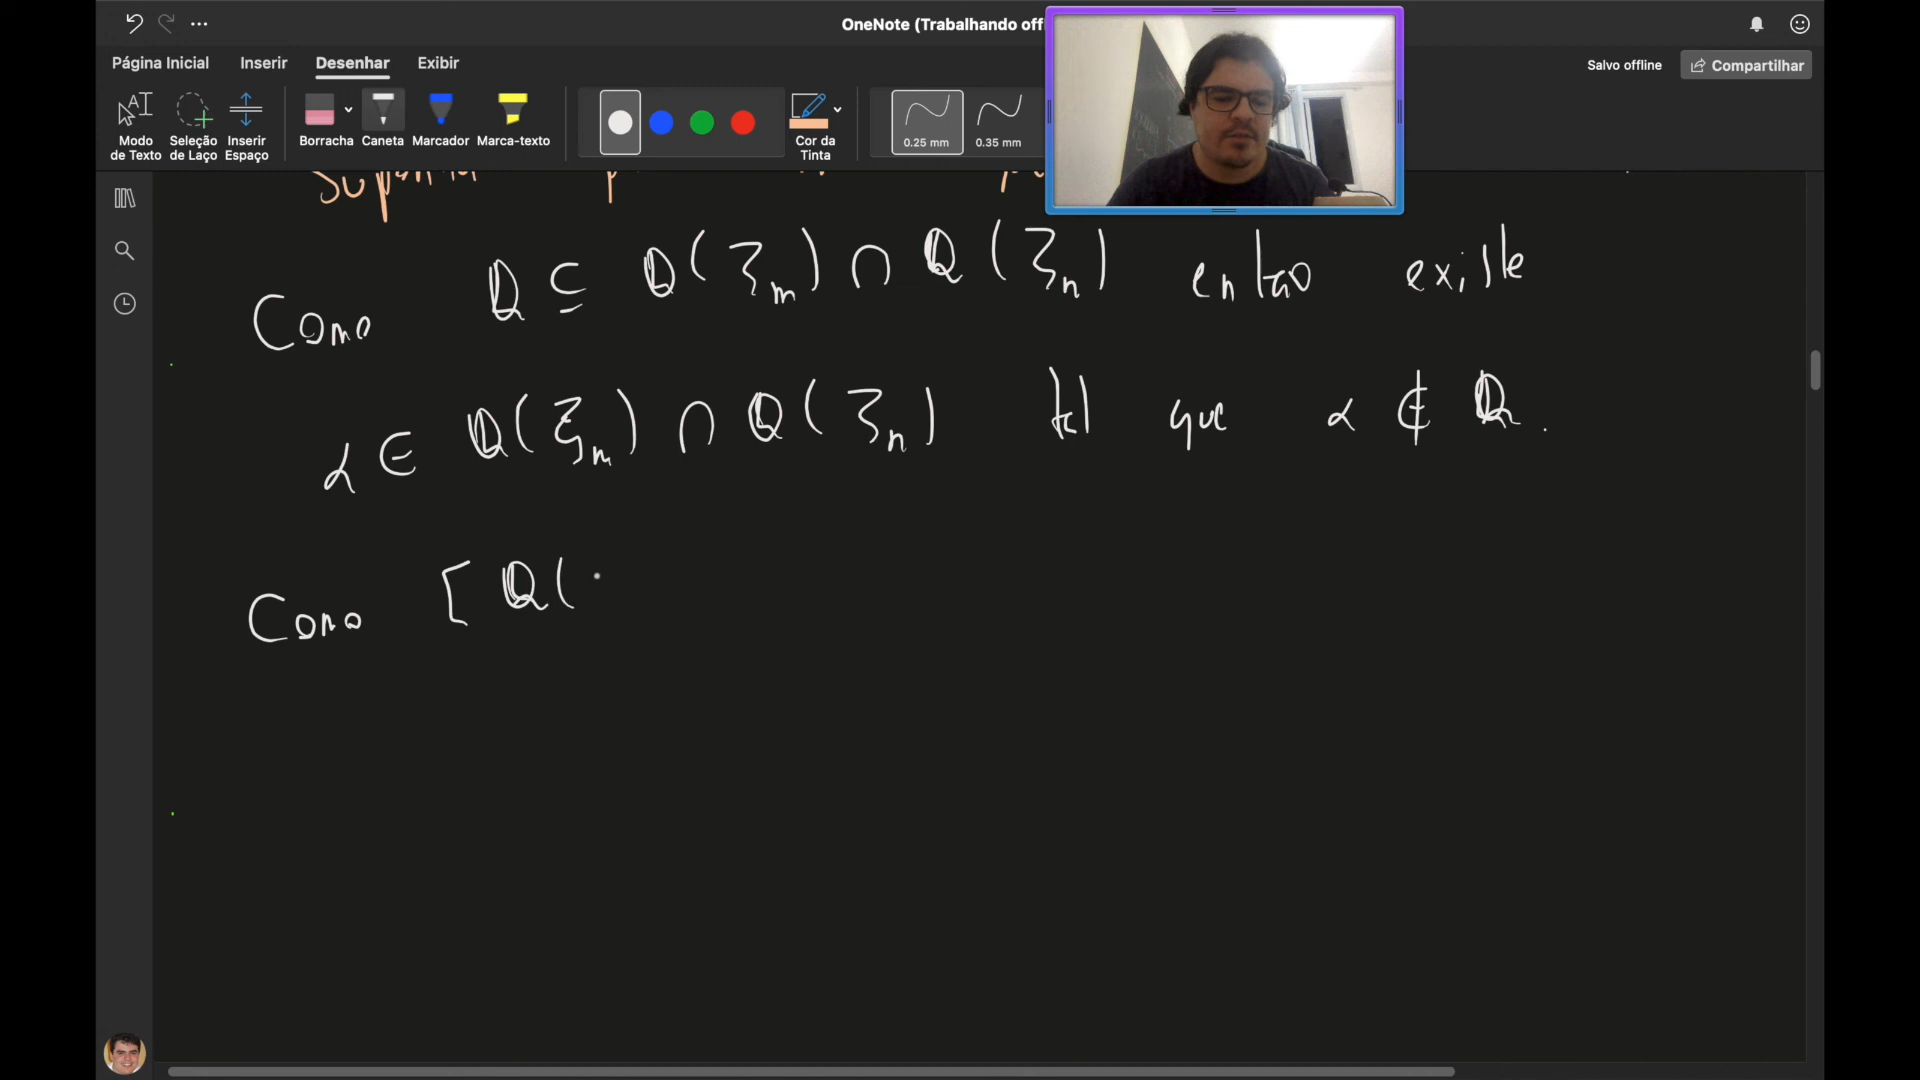 OneNote (Trabalhando offl
Página Inicial Inserir Desenhar Exibir
Salvo offline Compartilhar
Modo de Texto Seleção de Laço Inserir Espaço Borracha Caneta Marcador Marca-texto Cor da Tinta 0.25 mm 0.35 mm
Como ℚ ⊆ ℚ(ζₘ) ∩ ℚ(ζₙ) então existe
α ∈ ℚ(ζₘ) ∩ ℚ(ζₙ) tal que α ∉ ℚ.
Como [ ℚ(